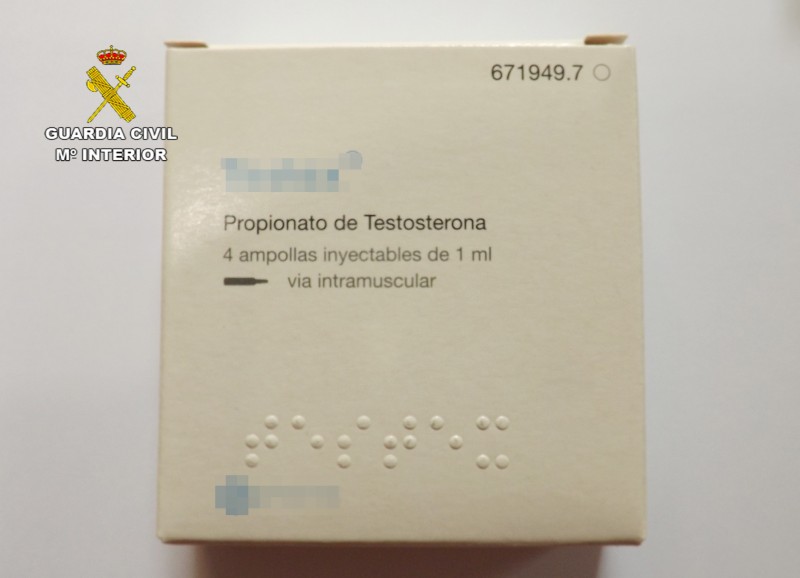 GUARDIA CIVIL
Mº INTERIOR
671949.7
Propionato de Testosterona
4 ampollas inyectables de 1 ml
via intramuscular
⠞⠑⠎⠞⠑⠭